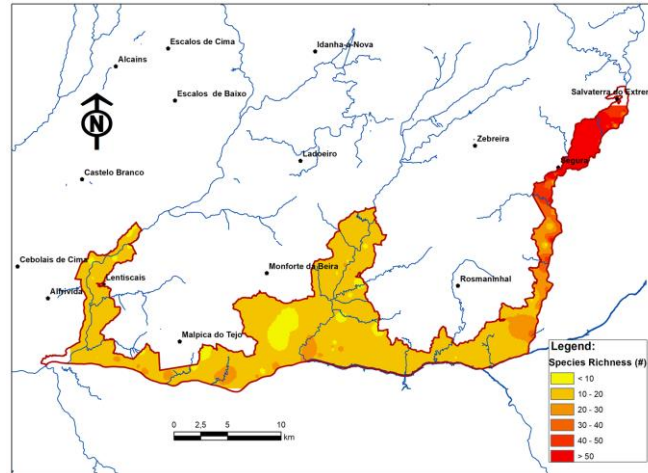 Escalos de Cima
Idanha-a-Nova
Alcains
Salvaterra do Extrem
Escalos de Baixo
N
Zebreira
Ladoeiro
Segura
Castelo Branco
Cebolais de Cima
Monforte da Beira
Lentiscais
Rosmaninhal
Alfrivida
Malpica do Tejo
Legend:
Species Richness (#)
< 10
10 - 20
20 - 30
30 - 40
40 - 50
> 50
0 2,5 5 10
km